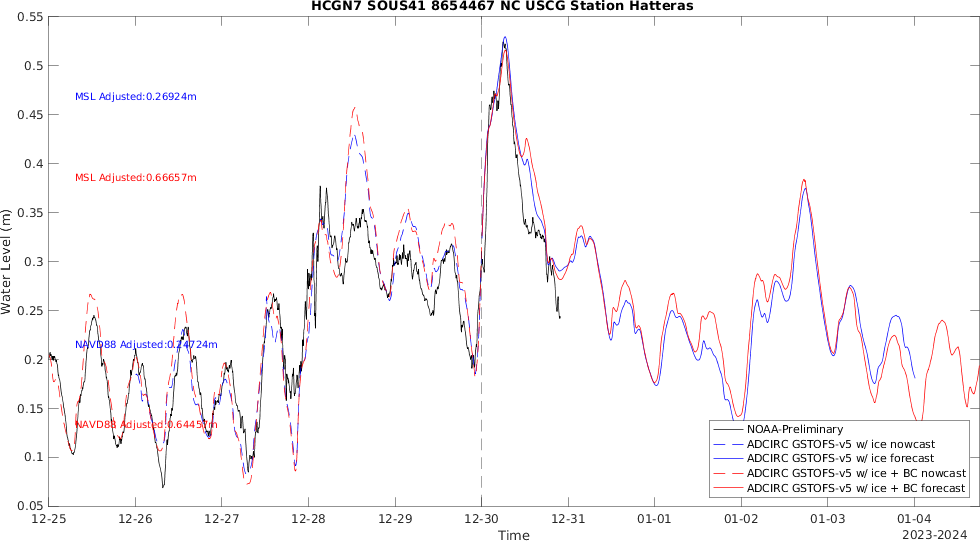 HCGN7 SOUS41 8654467 NC USCG Station Hatteras
0.55
0.5
0.45
0.4
0.35
0.3
0.25
0.2
0.15
0.1
0.05
Water Level (m)
MSL Adjusted:0.26924m
MSL Adjusted:0.66657m
NAVD88 Adjusted:0.24724m
NAVD88 Adjusted:0.64457m
NOAA-Preliminary
ADCIRC GSTOFS-v5 w/ ice nowcast
ADCIRC GSTOFS-v5 w/ ice forecast
ADCIRC GSTOFS-v5 w/ ice + BC nowcast
ADCIRC GSTOFS-v5 w/ ice + BC forecast
12-25 12-26 12-27 12-28 12-29 12-30 12-31 01-01 01-02 01-03 01-04
Time
2023-2024